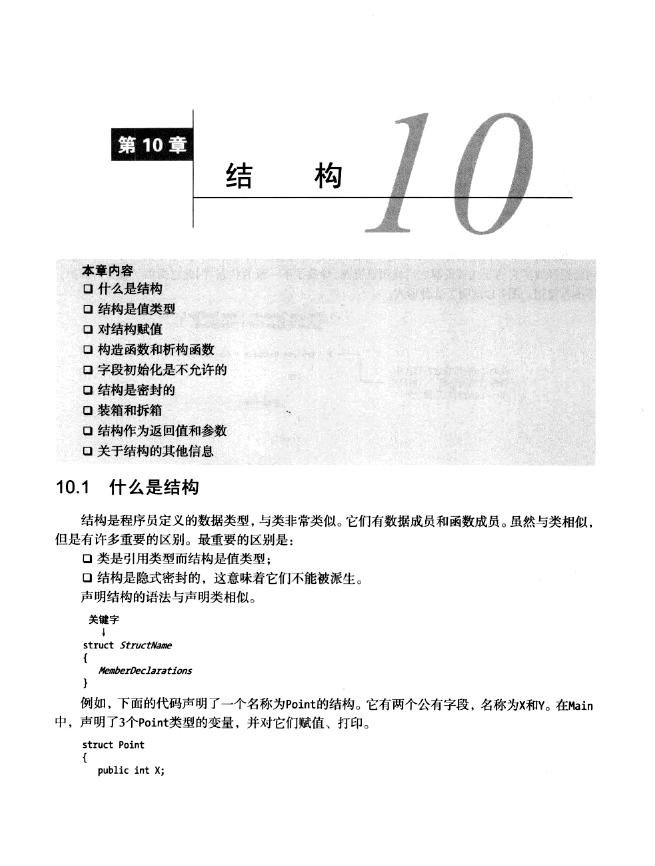 第 10 章
结 构
10
本章内容
❑ 什么是结构
❑ 结构是值类型
❑ 对结构赋值
❑ 构造函数和析构函数
❑ 字段初始化是不允许的
❑ 结构是密封的
❑ 装箱和拆箱
❑ 结构作为返回值和参数
❑ 关于结构的其他信息
10.1 什么是结构
结构是程序员定义的数据类型，与类非常类似。它们有数据成员和函数成员。虽然与类相似，
但是有许多重要的区别。最重要的区别是：
❑ 类是引用类型而结构是值类型；
❑ 结构是隐式密封的，这意味着它们不能被派生。
声明结构的语法与声明类相似。
关键字
↓
struct StructName
{
MemberDeclarations
}
例如，下面的代码声明了一个名称为Point的结构。它有两个公有字段，名称为X和Y。在Main
中，声明了3个Point类型的变量，并对它们赋值、打印。
struct Point
{
public int X;